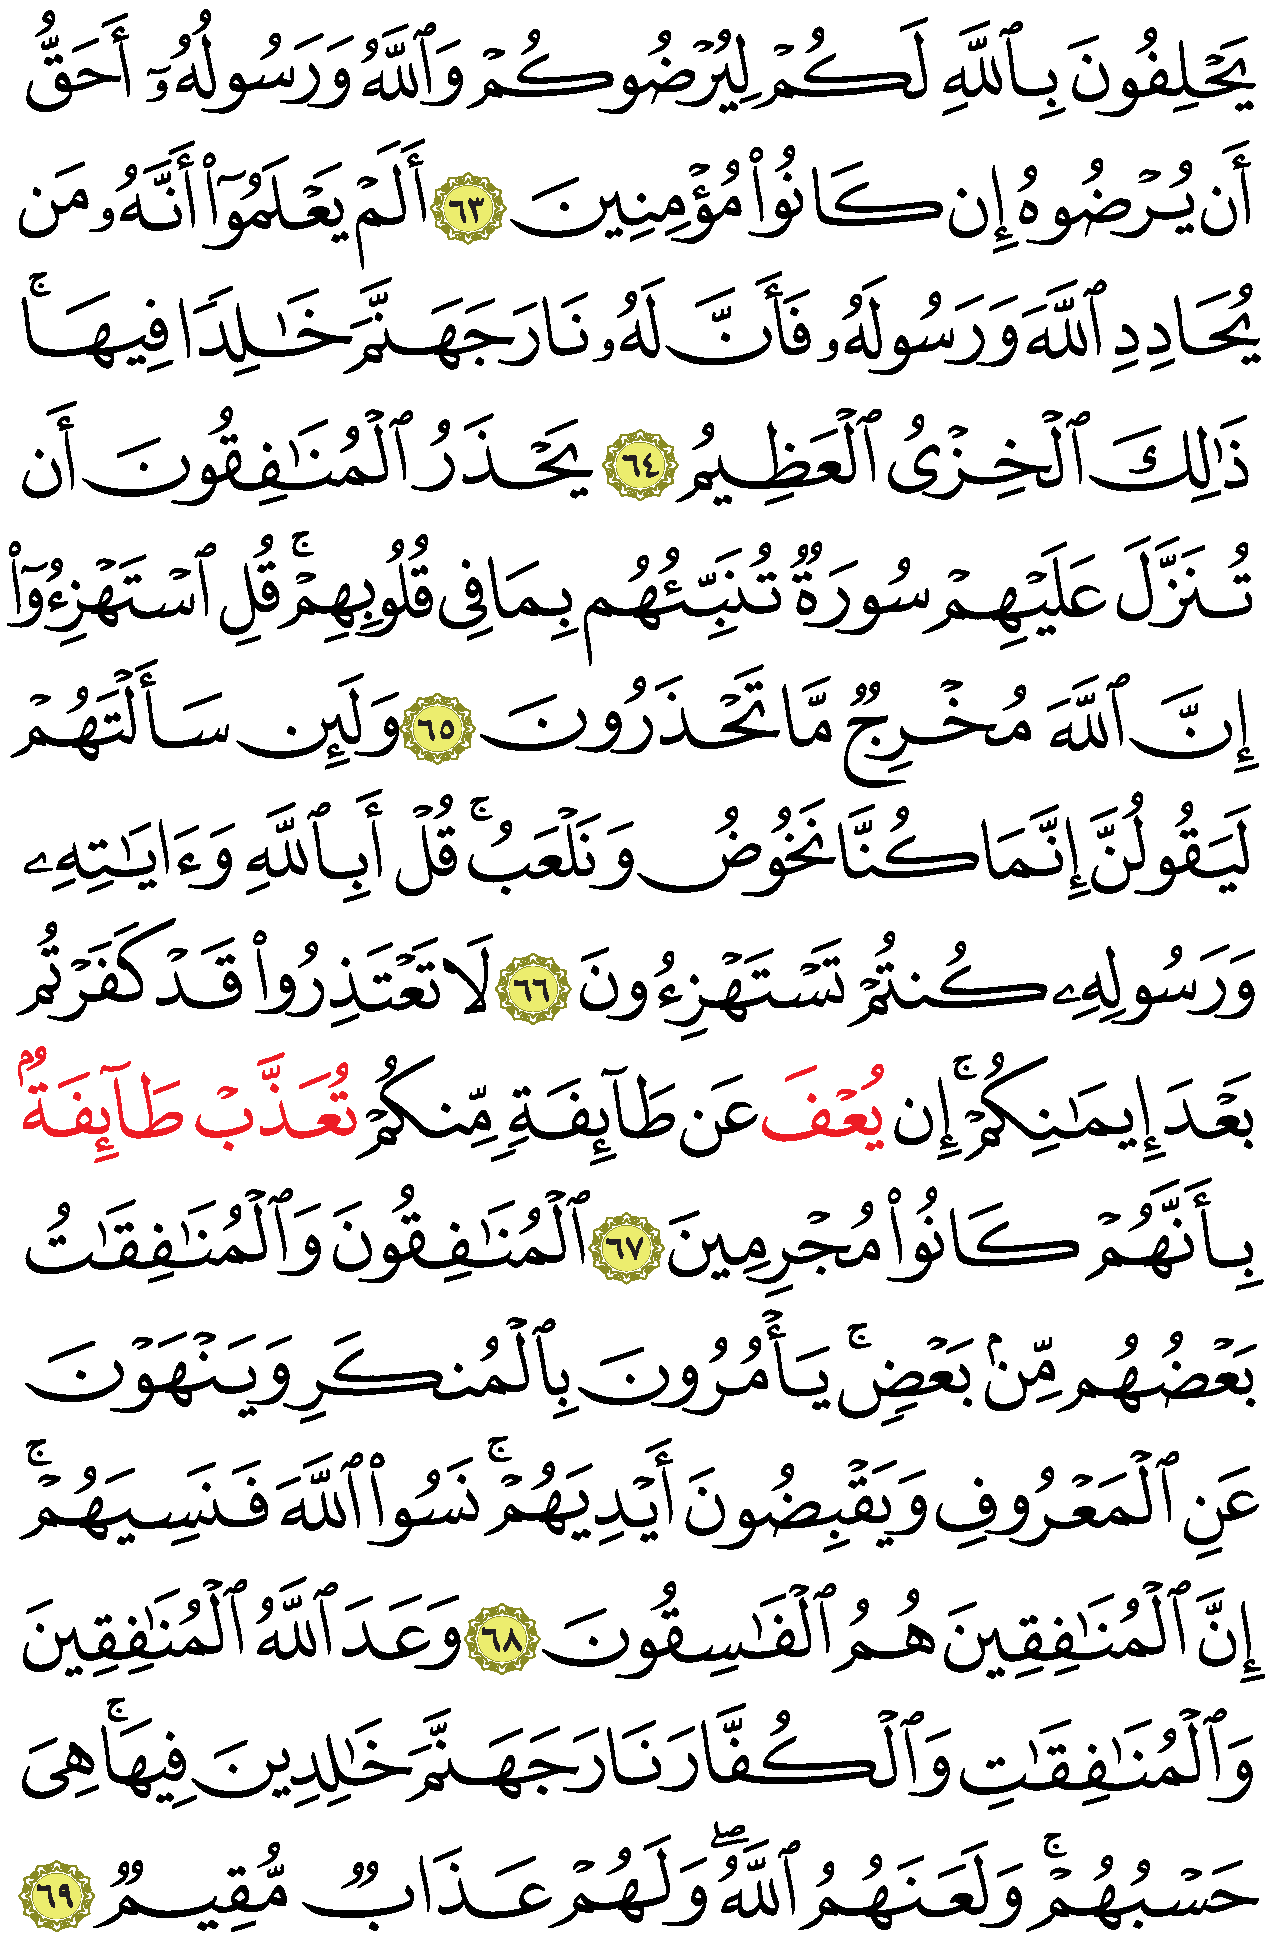 يَحْلِفُونَ بِٱللَّهِ لَكُمْ لِيُرْضُوكُمْ وَٱللَّهُ وَرَسُولُهُۥٓ أَحَقُّ
أَن يُرْضُوهُ إِن كَانُوا۟ مُؤْمِنِينَ ٦٣ أَلَمْ يَعْلَمُوٓا۟ أَنَّهُۥ مَن
يُحَادِدِ ٱللَّهَ وَرَسُولَهُۥ فَأَنَّ لَهُۥ نَارَ جَهَنَّمَ خَـٰلِدًا فِيهَا ۚ
ذَٰلِكَ ٱلْخِزْىُ ٱلْعَظِيمُ ٦٤ يَحْذَرُ ٱلْمُنَـٰفِقُونَ أَن
تُنَزَّلَ عَلَيْهِمْ سُورَةٌ تُنَبِّئُهُم بِمَا فِى قُلُوبِهِمْ ۚ قُلِ ٱسْتَهْزِءُوٓا۟
إِنَّ ٱللَّهَ مُخْرِجٌ مَّا تَحْذَرُونَ ٦٥ وَلَئِن سَأَلْتَهُمْ
لَيَقُولُنَّ إِنَّمَا كُنَّا نَخُوضُ وَنَلْعَبُ ۚ قُلْ أَبِٱللَّهِ وَءَايَـٰتِهِۦ
وَرَسُولِهِۦ كُنتُمْ تَسْتَهْزِءُونَ ٦٦ لَا تَعْتَذِرُوا۟ قَدْ كَفَرْتُم
بَعْدَ إِيمَـٰنِكُمْ ۚ إِن يُعْفَ عَن طَآئِفَةٍ مِّنكُمْ تُعَذَّبْ طَآئِفَةٌۢ
بِأَنَّهُمْ كَانُوا۟ مُجْرِمِينَ ٦٧ ٱلْمُنَـٰفِقُونَ وَٱلْمُنَـٰفِقَـٰتُ
بَعْضُهُم مِّنۢ بَعْضٍ ۚ يَأْمُرُونَ بِٱلْمُنكَرِ وَيَنْهَوْنَ
عَنِ ٱلْمَعْرُوفِ وَيَقْبِضُونَ أَيْدِيَهُمْ ۚ نَسُوا۟ ٱللَّهَ فَنَسِيَهُمْ ۚ
إِنَّ ٱلْمُنَـٰفِقِينَ هُمُ ٱلْفَـٰسِقُونَ ٦٨ وَعَدَ ٱللَّهُ ٱلْمُنَـٰفِقِينَ
وَٱلْمُنَـٰفِقَـٰتِ وَٱلْكُفَّارَ نَارَ جَهَنَّمَ خَـٰلِدِينَ فِيهَا ۚ هِىَ
حَسْبُهُمْ ۚ وَلَعَنَهُمُ ٱللَّهُ ۖ وَلَهُمْ عَذَابٌ مُّقِيمٌ ٦٩